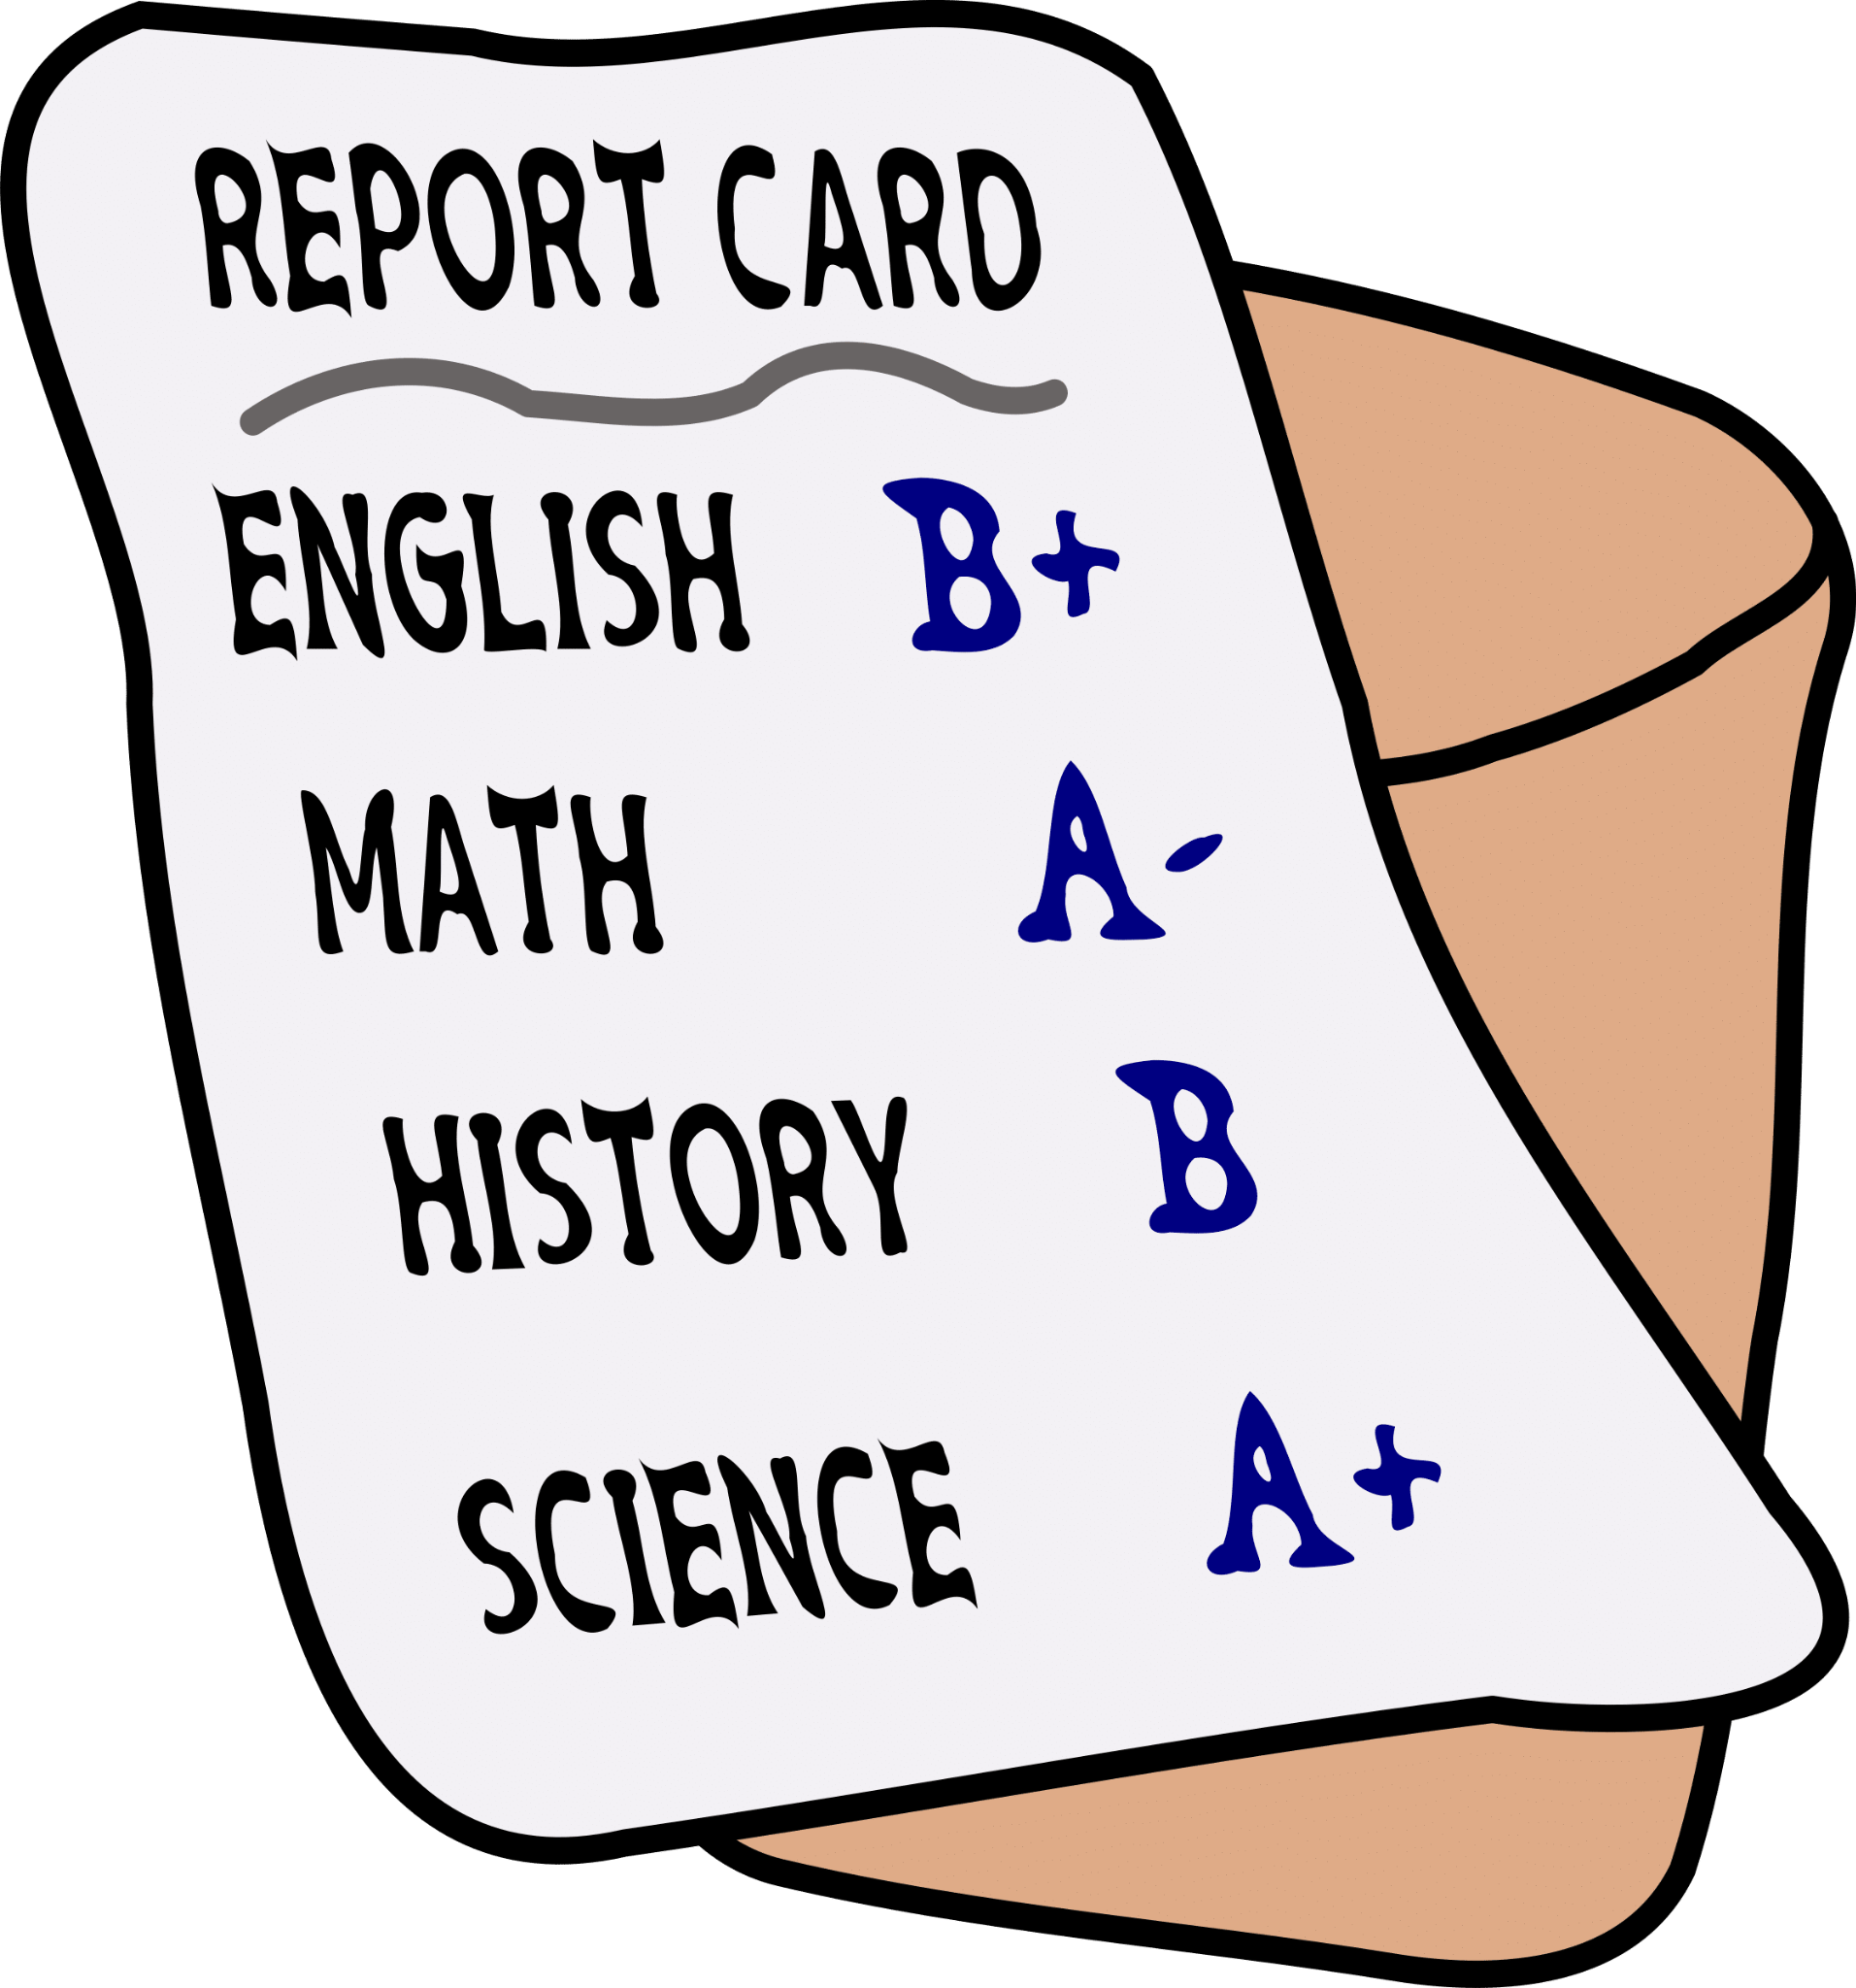 REPORT CARD
ENGLISH B+
MATH A-
HISTORY B
SCIENCE A+